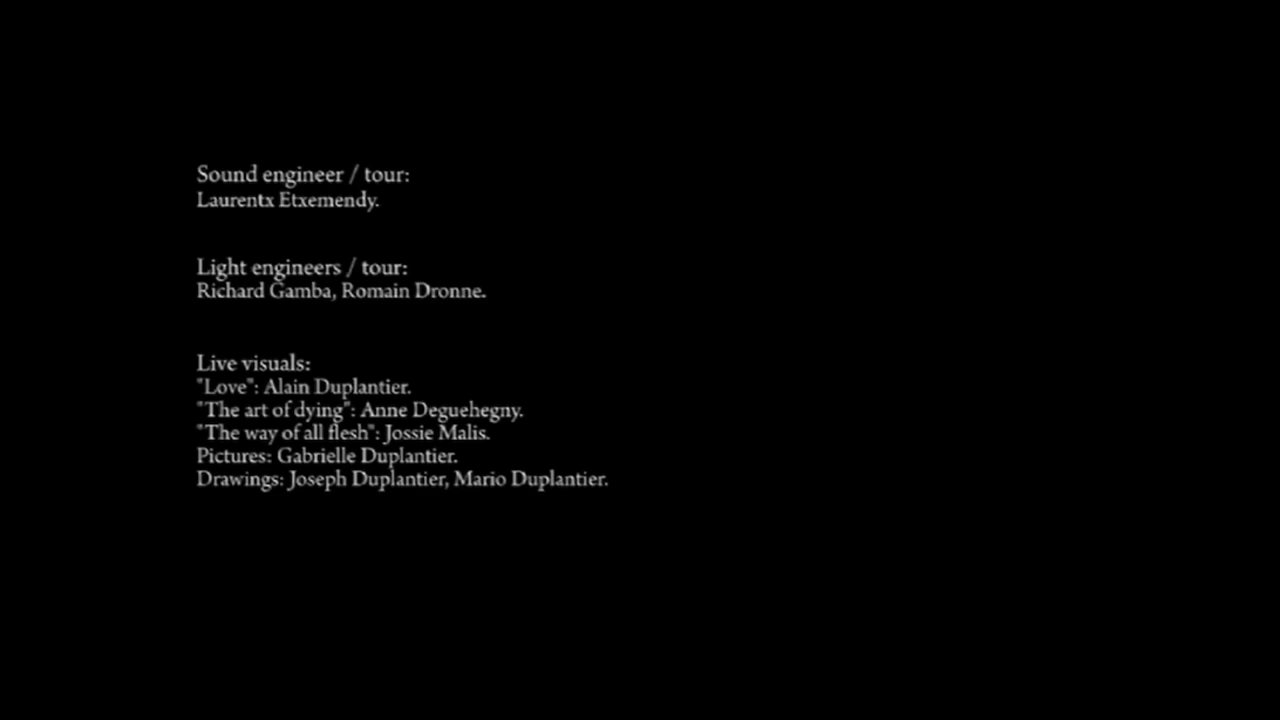 Sound engineer / tour:
Laurentx Etxemendy.
Light engineers / tour:
Richard Gamba, Romain Dronne.
Live visuals:
"Love": Alain Duplantier.
"The art of dying": Anne Deguehegny.
"The way of all flesh": Jossie Malis.
Pictures: Gabrielle Duplantier.
Drawings: Joseph Duplantier, Mario Duplantier.